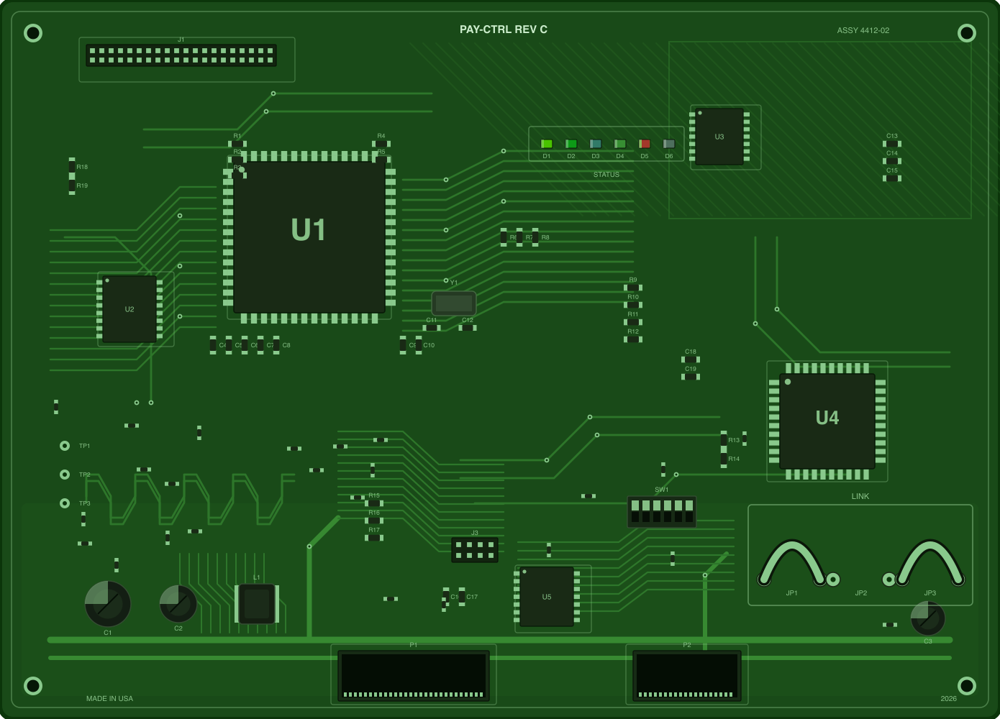 PAY-CTRL REV C
ASSY 4412-02
J1
R1
R4
R2
R5
R3
U3
C13
C14
C15
D1 D2 D3 D4 D5 D6
STATUS
R18
R19
U1
R6 R7 R8
Y1
R9
R10
R11
R12
U2
C11 C12
C4 C5 C6 C7 C8
C9 C10
C18
C19
U4
R13
R14
TP1
TP2
TP3
SW1
LINK
R15
R16
R17
J3
L1
U5
C16 C17
JP1 JP2 JP3
C1
C2
C3
P1
P2
MADE IN USA
2026